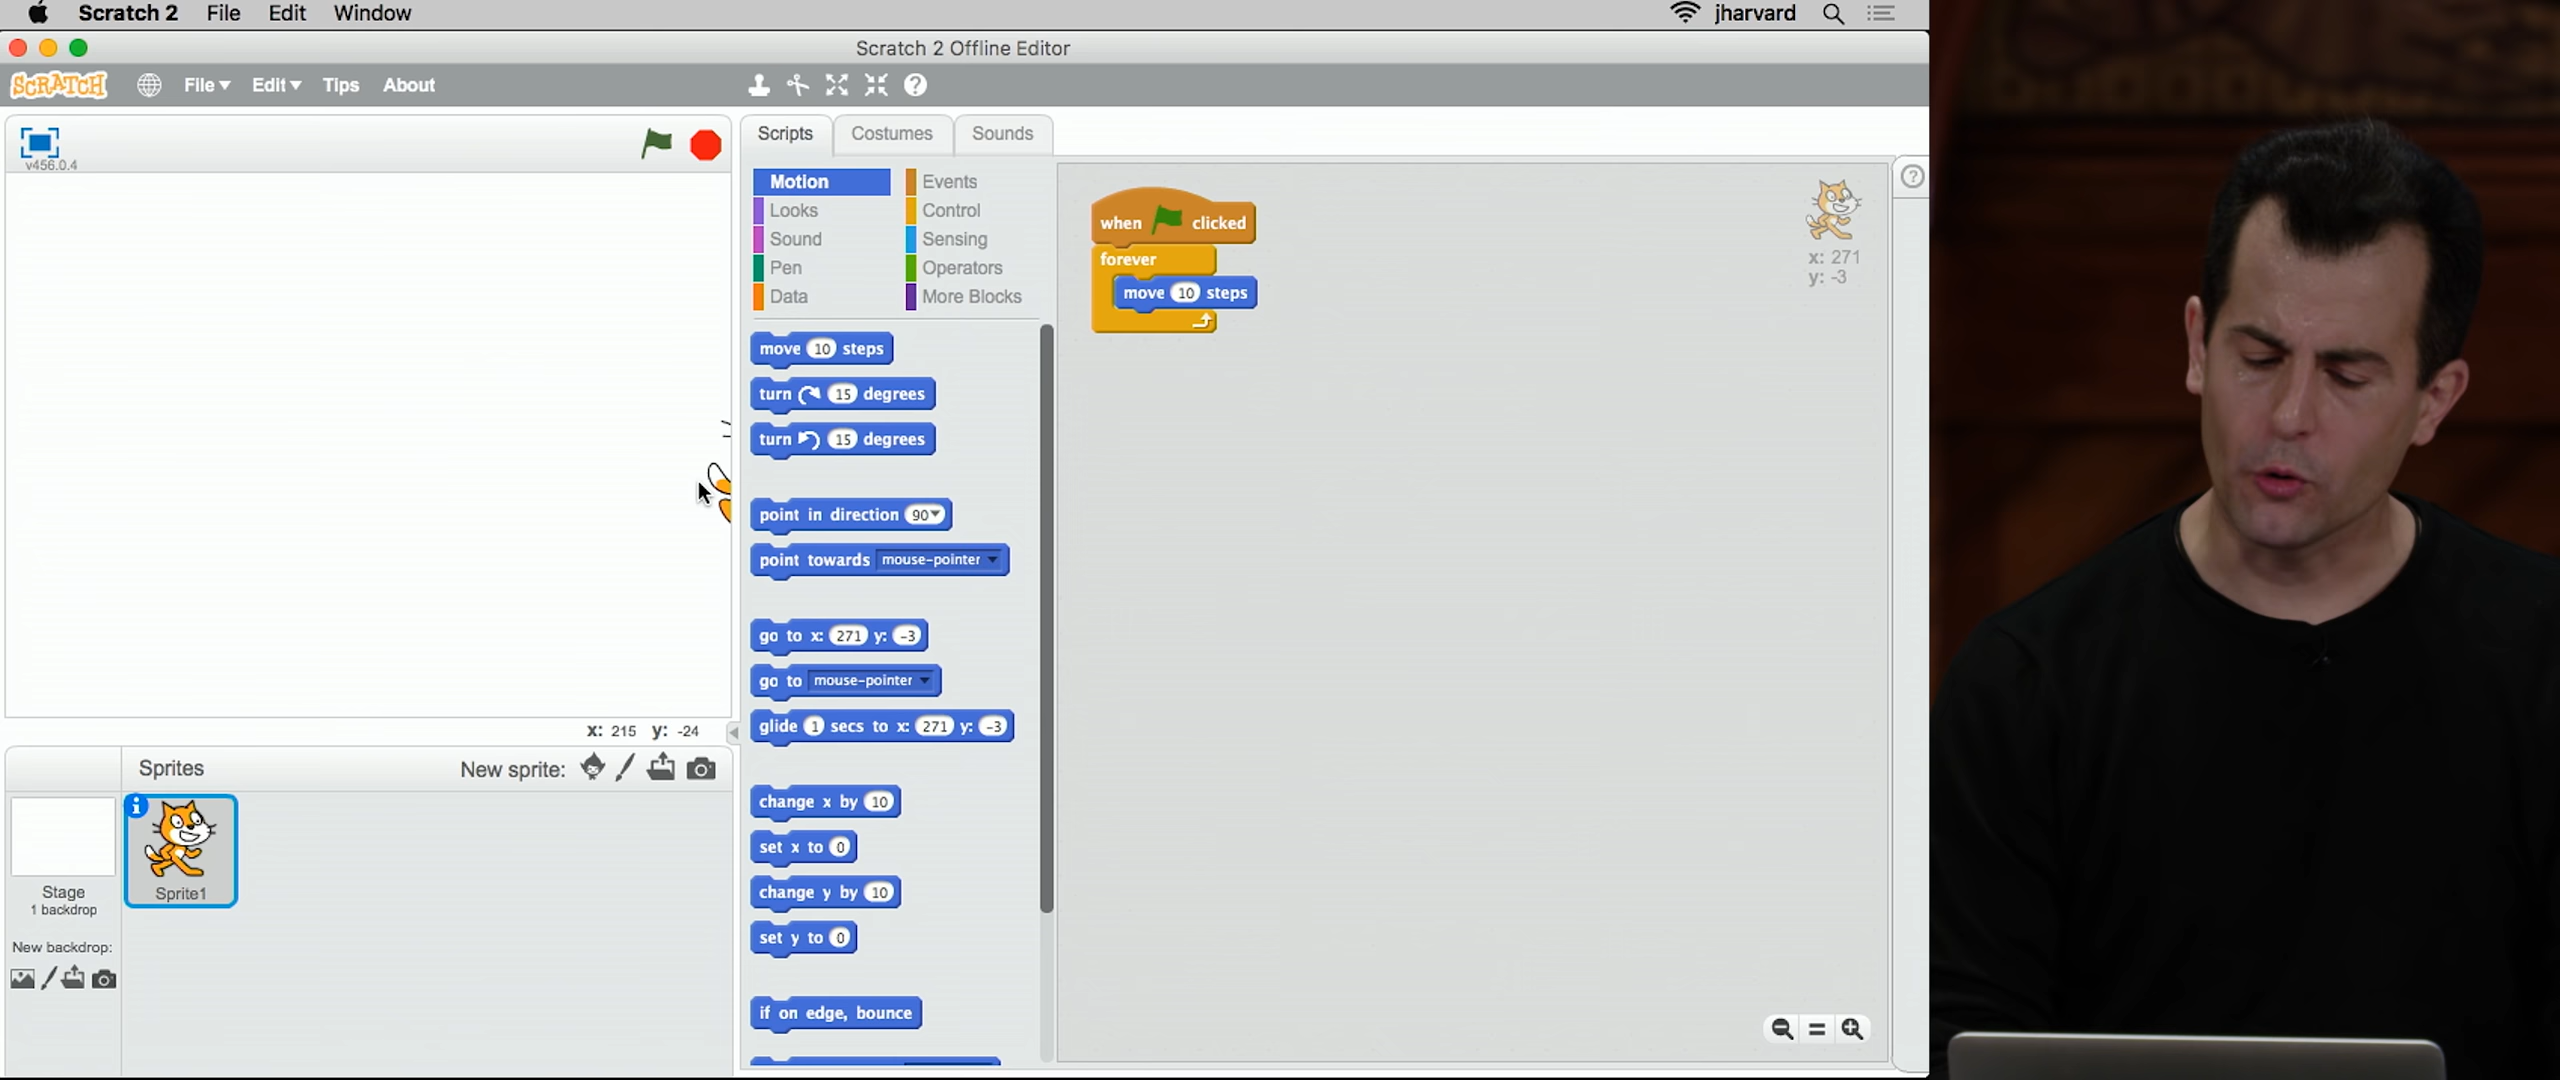 Scratch 2 File Edit Window jharvard
Scratch 2 Offline Editor
SCRATCH File Edit Tips About
v456.0.4
Scripts Costumes Sounds
Motion Events
Looks Control
Sound Sensing
Pen Operators
Data More Blocks
move 10 steps
turn 15 degrees
turn 15 degrees
point in direction 90
point towards mouse-pointer
go to x: 271 y: -3
go to mouse-pointer
glide 1 secs to x: 271 y: -3
change x by 10
set x to 0
change y by 10
set y to 0
if on edge, bounce
when clicked
forever
move 10 steps
x: 271
y: -3
x: 215 y: -24
Sprites New sprite:
Sprite1
Stage
1 backdrop
New backdrop: